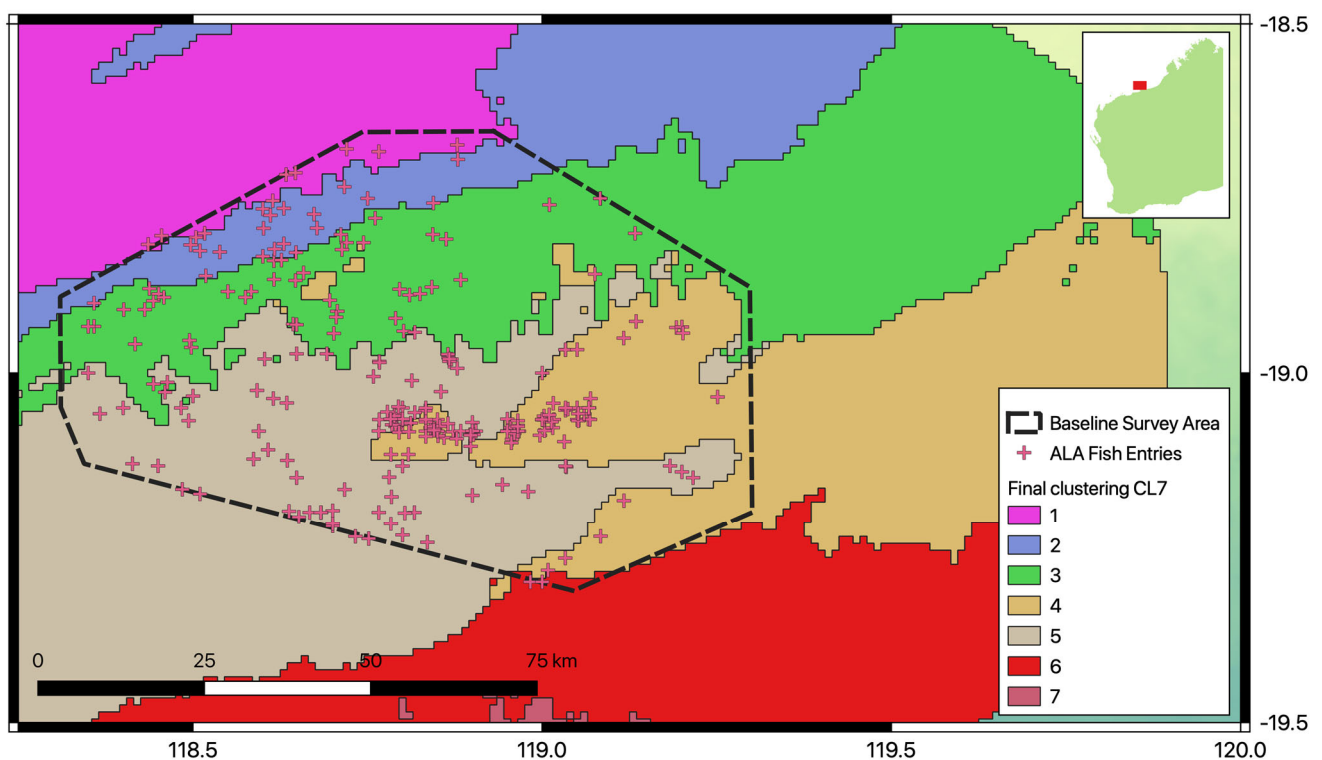 -18.5
-19.0
-19.5
Baseline Survey Area
ALA Fish Entries
Final clustering CL7
1
2
3
4
5
6
7
0 25 50 75 km
118.5 119.0 119.5 120.0